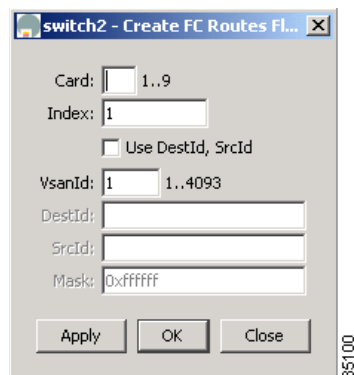 switch2 - Create FC Routes Fl...
Card: 1..9
Index: 1
Use DestId, SrcId
VsanId: 1 1..4093
DestId:
SrcId:
Mask: 0xffffff
Apply OK Close
85100